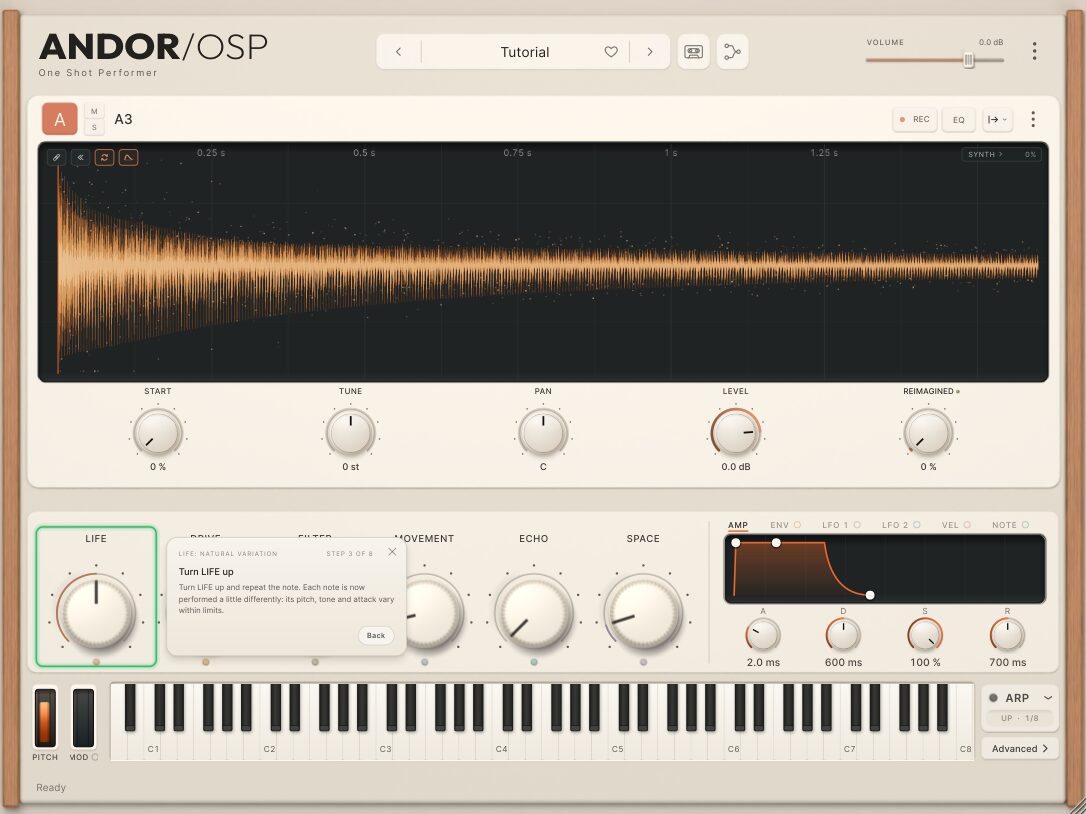 ANDOR/OSP
One Shot Performer
Tutorial
VOLUME 0.0 dB
A M S A3
REC EQ
0.25 s 0.5 s 0.75 s 1 s 1.25 s
SYNTH > 0%
START TUNE PAN LEVEL REIMAGINED
0 % 0 st C 0.0 dB 0 %
LIFE DRIVE FILTER MOVEMENT ECHO SPACE
LIFE: NATURAL VARIATION STEP 3 OF 8
Turn LIFE up
Turn LIFE up and repeat the note. Each note is now
performed a little differently: its pitch, tone and attack vary
within limits.
Back
AMP ENV LFO 1 LFO 2 VEL NOTE
A D S R
2.0 ms 600 ms 100 % 700 ms
PITCH MOD
C1 C2 C3 C4 C5 C6 C7 C8
ARP
UP · 1/8
Advanced >
Ready